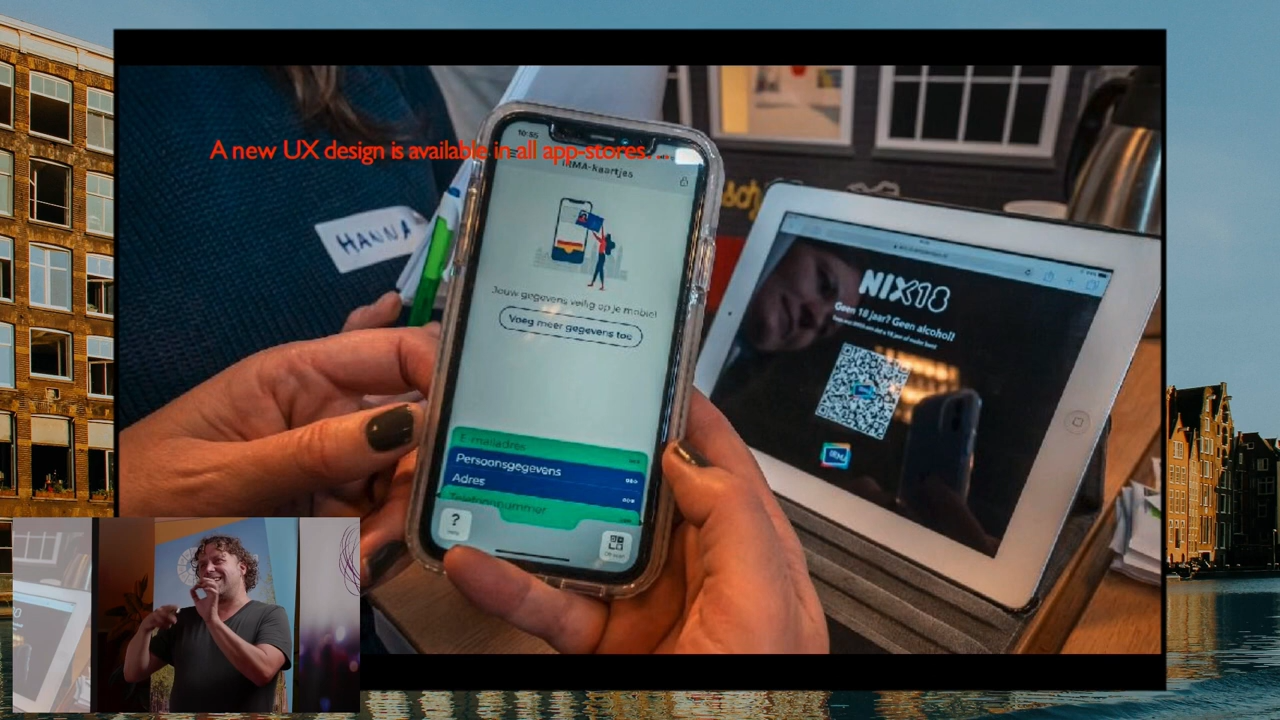 A new UX design is available in all app-stores...
IRMA-kaartjes
HANNA
Jouw gegevens veilig op je mobiel
Voeg meer gegevens toe
E-mailadres
Persoonsgegevens
Adres
Telefoonnummer
?
NIX18
Geen 18 jaar? Geen alcohol!
IRMA